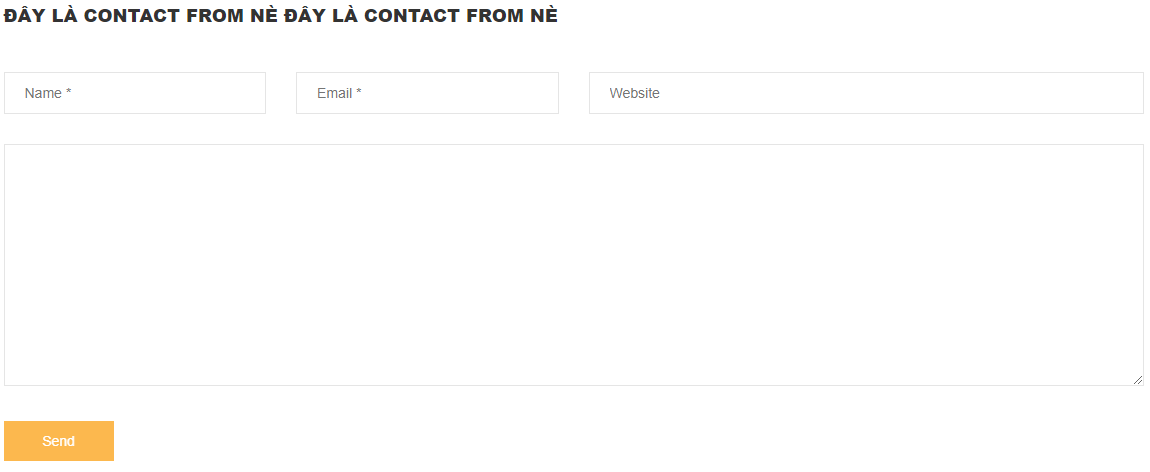 ĐÂY LÀ CONTACT FROM NÈ ĐÂY LÀ CONTACT FROM NÈ
Name * Email * Website
Send